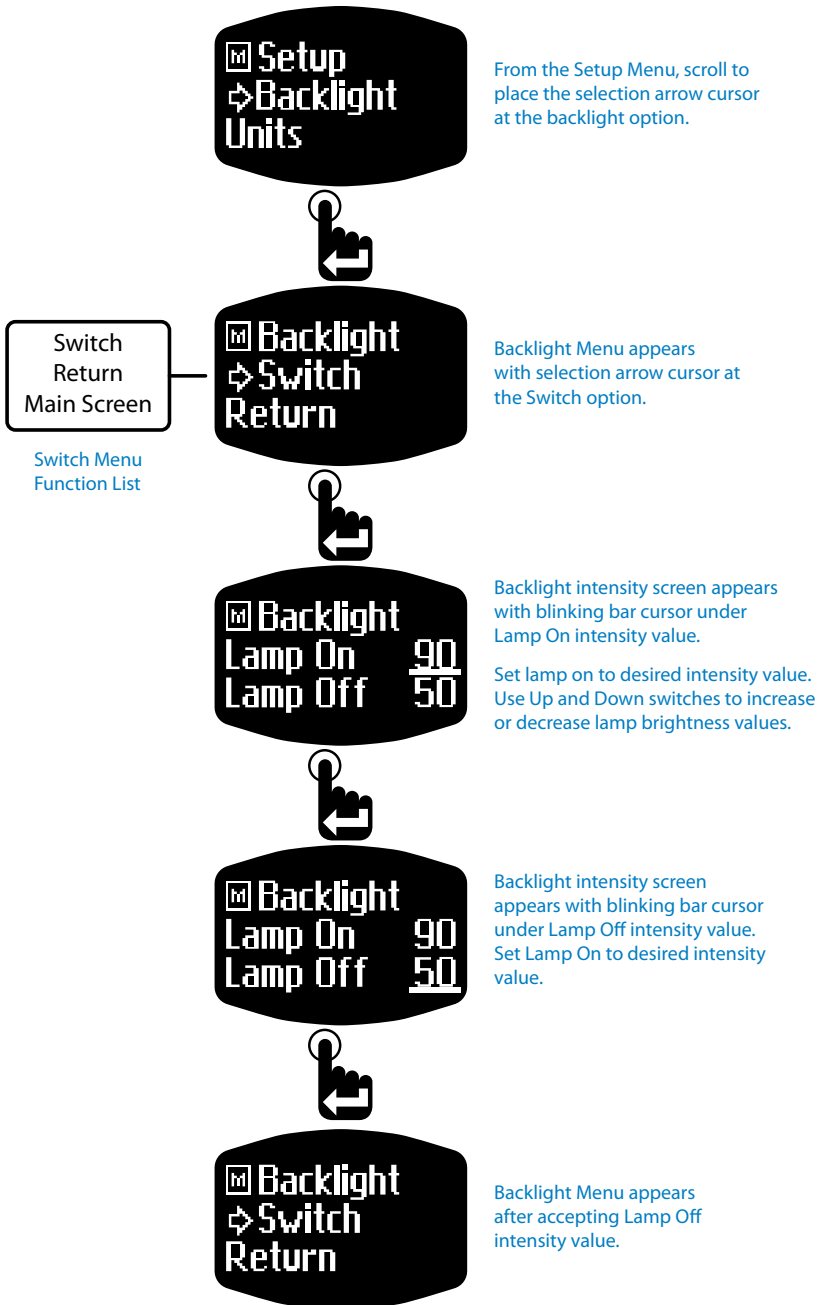 M Setup
➩Backlight
Units
From the Setup Menu, scroll to
place the selection arrow cursor
at the backlight option.
Switch
Return
Main Screen
Switch Menu
Function List
M Backlight
➩Switch
Return
Backlight Menu appears
with selection arrow cursor at
the Switch option.
M Backlight
Lamp On 90
Lamp Off 50
Backlight intensity screen appears
with blinking bar cursor under
Lamp On intensity value.
Set lamp on to desired intensity value.
Use Up and Down switches to increase
or decrease lamp brightness values.
M Backlight
Lamp On 90
Lamp Off 50
Backlight intensity screen
appears with blinking bar cursor
under Lamp Off intensity value.
Set Lamp On to desired intensity
value.
M Backlight
➩Switch
Return
Backlight Menu appears
after accepting Lamp Off
intensity value.